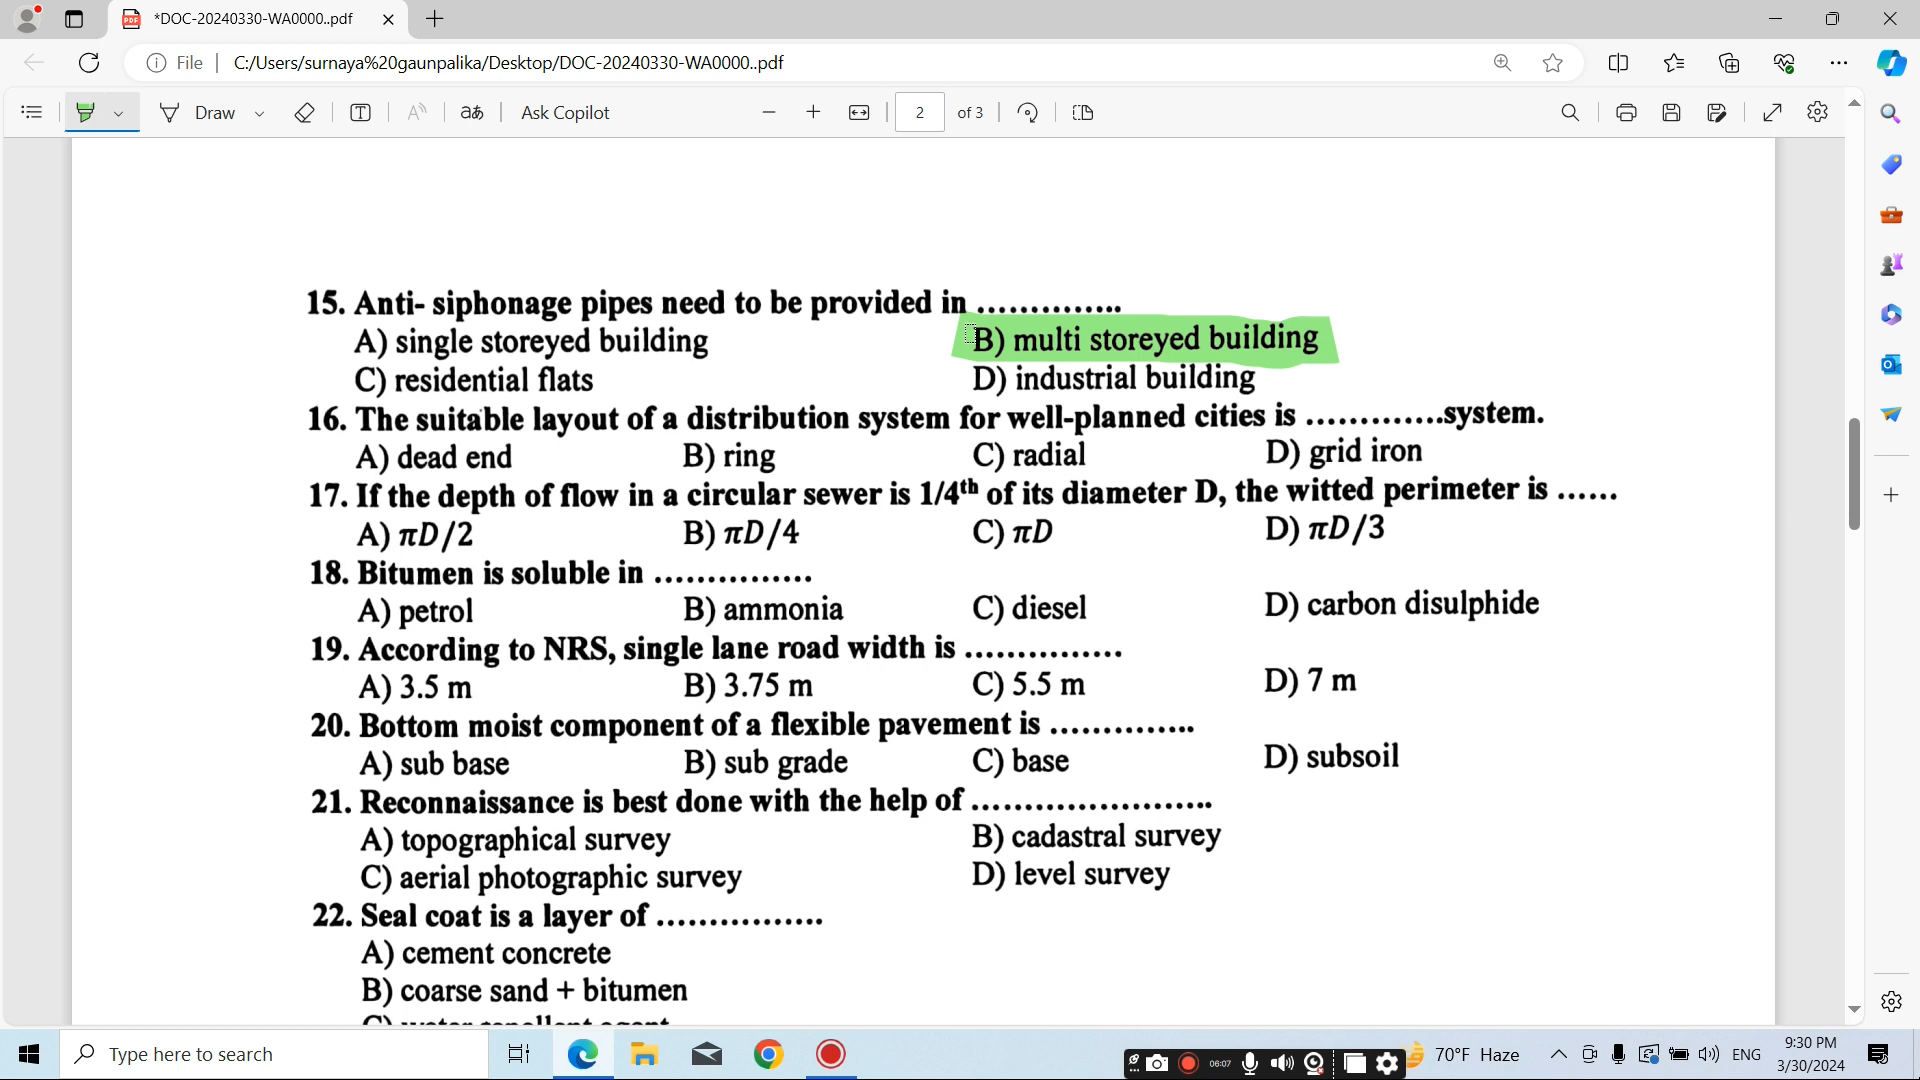 *DOC-20240330-WA0000..pdf
File
C:/Users/surnaya%20gaunpalika/Desktop/DOC-20240330-WA0000..pdf
Draw
aあ
Ask Copilot
2 of 3
15. Anti- siphonage pipes need to be provided in ..............
A) single storeyed building B) multi storeyed building
C) residential flats D) industrial building
16. The suitable layout of a distribution system for well-planned cities is .............system.
A) dead end B) ring C) radial D) grid iron
17. If the depth of flow in a circular sewer is 1/4th of its diameter D, the witted perimeter is ......
A) πD/2 B) πD/4 C) πD D) πD/3
18. Bitumen is soluble in ...............
A) petrol B) ammonia C) diesel D) carbon disulphide
19. According to NRS, single lane road width is ...............
A) 3.5 m B) 3.75 m C) 5.5 m D) 7 m
20. Bottom moist component of a flexible pavement is ..............
A) sub base B) sub grade C) base D) subsoil
21. Reconnaissance is best done with the help of .......................
A) topographical survey B) cadastral survey
C) aerial photographic survey D) level survey
22. Seal coat is a layer of ................
A) cement concrete
B) coarse sand + bitumen
C) water repellent agent
Type here to search
06:07
70°F Haze
ENG
9:30 PM
3/30/2024